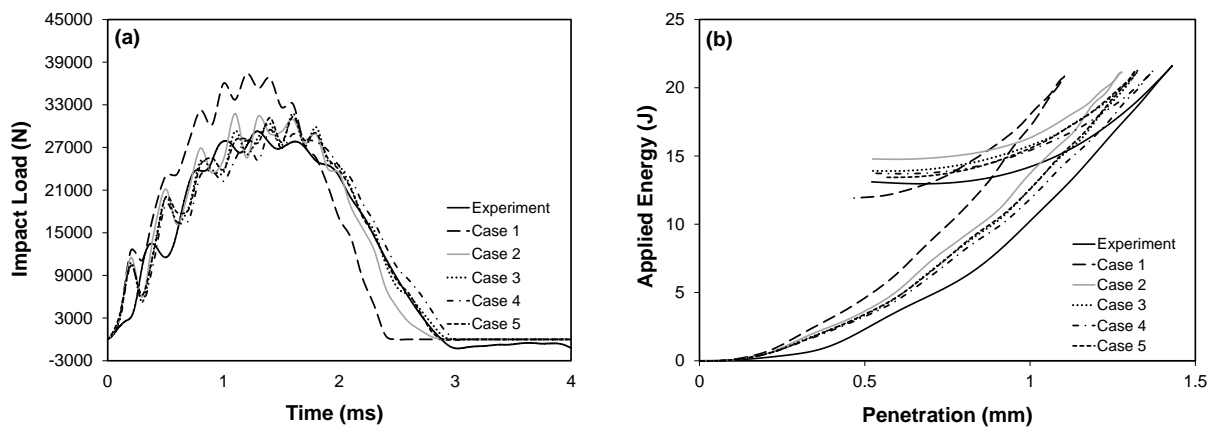 (a)
Impact Load (N)
45000
39000
33000
27000
21000
15000
9000
3000
-3000
0
1
2
3
4
Time (ms)
Experiment
Case 1
Case 2
Case 3
Case 4
Case 5
(b)
Applied Energy (J)
25
20
15
10
5
0
0
0.5
1
1.5
Penetration (mm)
Experiment
Case 1
Case 2
Case 3
Case 4
Case 5